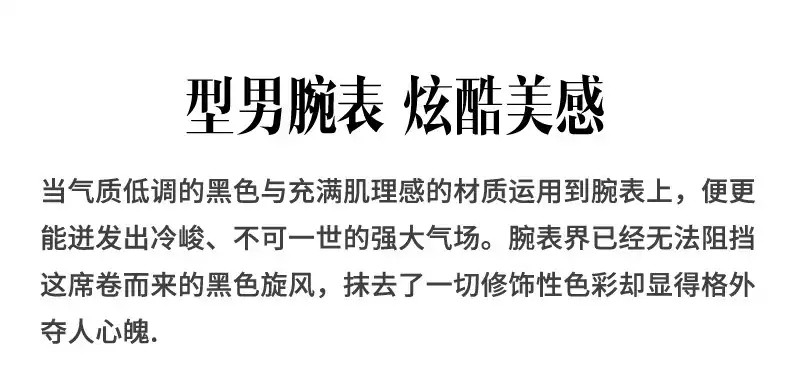 型男腕表 炫酷美感
当气质低调的黑色与充满肌理感的材质运用到腕表上，便更
能迸发出冷峻、不可一世的强大气场。腕表界已经无法阻挡
这席卷而来的黑色旋风，抹去了一切修饰性色彩却显得格外
夺人心魄.